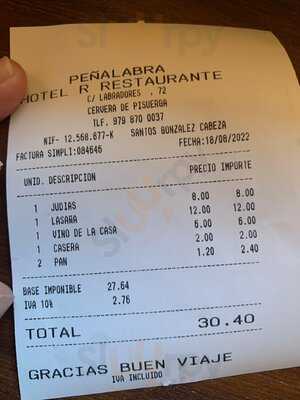 PEÑALABRA
HOTEL R RESTAURANTE
C/ LABRADORES , 72
CERVERA DE PISUERGA
TLF. 979 870 037
NIF- 12.568.677-K SANTOS GONZALEZ CABEZA
FACTURA SIMPLI:084646 FECHA:18/08/2022
UNID. DESCRIPCION PRECIO IMPORTE
1 JUDIAS 8.00 8.00
1 LASAÑA 12.00 12.00
1 VINO DE LA CASA 6.00 6.00
1 CASERA 2.00 2.00
2 PAN 1.20 2.40
BASE IMPONIBLE 27.64
IVA 10% 2.76
TOTAL 30.40
GRACIAS BUEN VIAJE
IVA INCLUIDO